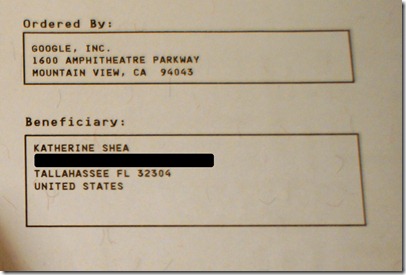 Ordered By:
GOOGLE, INC.
1600 AMPHITHEATRE PARKWAY
MOUNTAIN VIEW, CA 94043
Beneficiary:
KATHERINE SHEA
TALLAHASSEE FL 32304
UNITED STATES